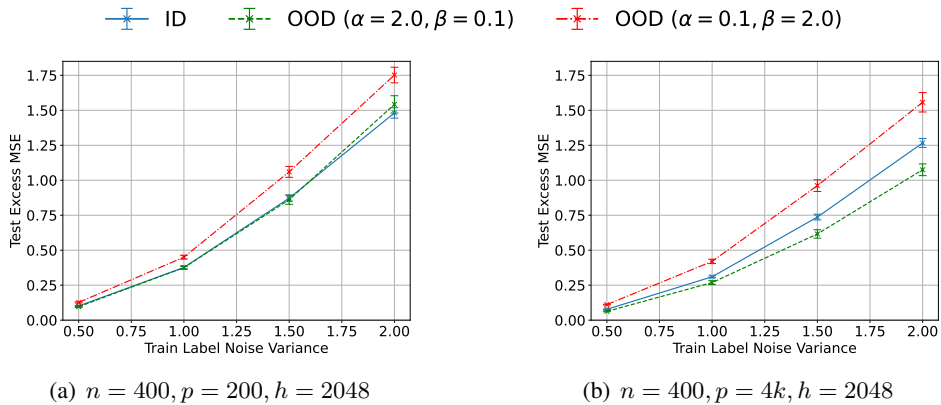 ID OOD (α = 2.0, β = 0.1) OOD (α = 0.1, β = 2.0)
Test Excess MSE
1.75
1.50
1.25
1.00
0.75
0.50
0.25
0.00
0.50 0.75 1.00 1.25 1.50 1.75 2.00
Train Label Noise Variance
(a) n = 400, p = 200, h = 2048
Test Excess MSE
1.75
1.50
1.25
1.00
0.75
0.50
0.25
0.00
0.50 0.75 1.00 1.25 1.50 1.75 2.00
Train Label Noise Variance
(b) n = 400, p = 4k, h = 2048